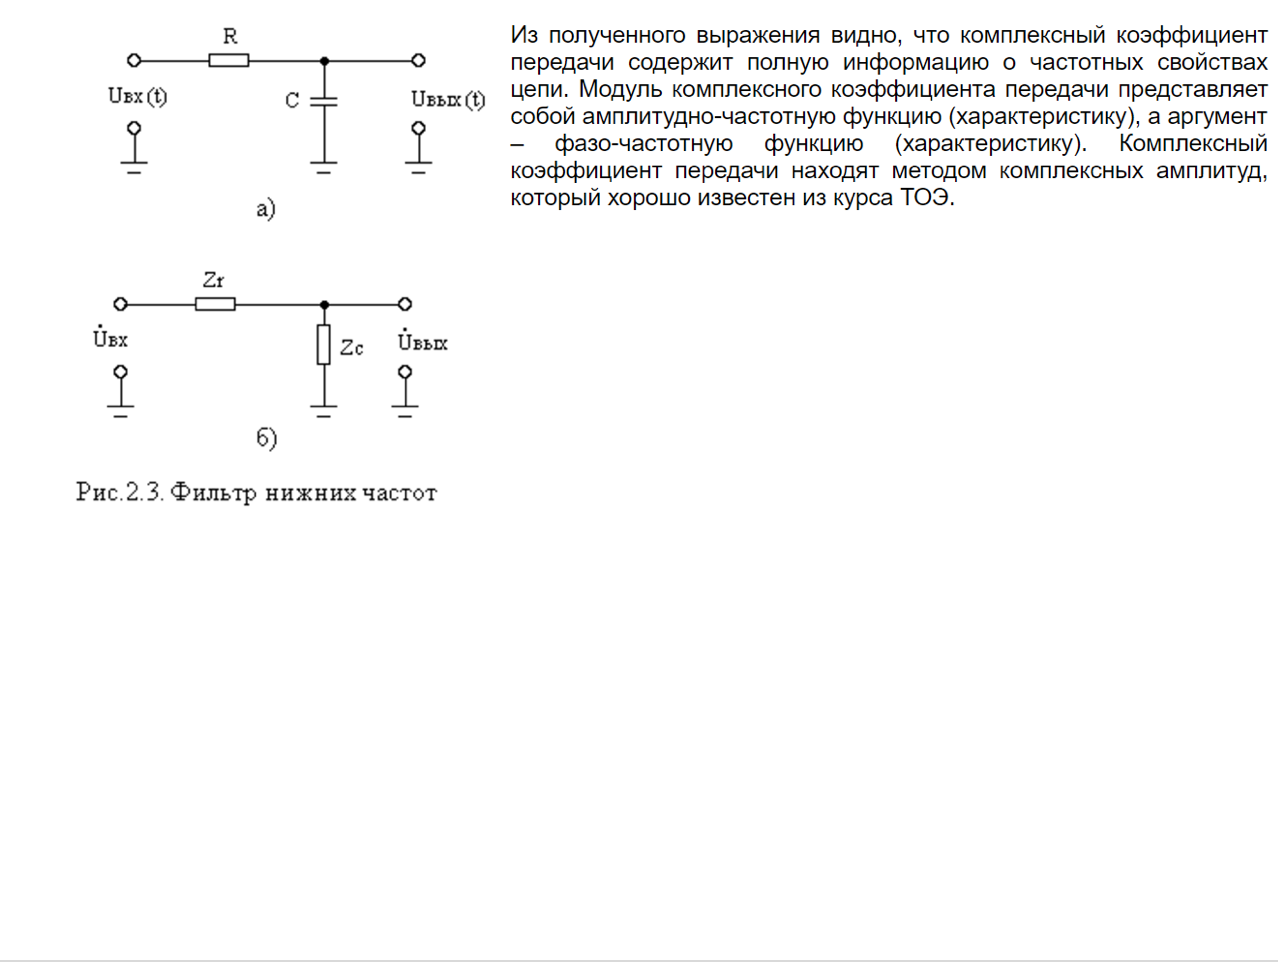 R
Uвх(t)
C
Uвых(t)
а)
Zr
U̇вх
Zc
U̇вых
б)
Рис.2.3. Фильтр нижних частот
Из полученного выражения видно, что комплексный коэффициент
передачи содержит полную информацию о частотных свойствах
цепи. Модуль комплексного коэффициента передачи представляет
собой амплитудно-частотную функцию (характеристику), а аргумент
– фазо-частотную функцию (характеристику). Комплексный
коэффициент передачи находят методом комплексных амплитуд,
который хорошо известен из курса ТОЭ.